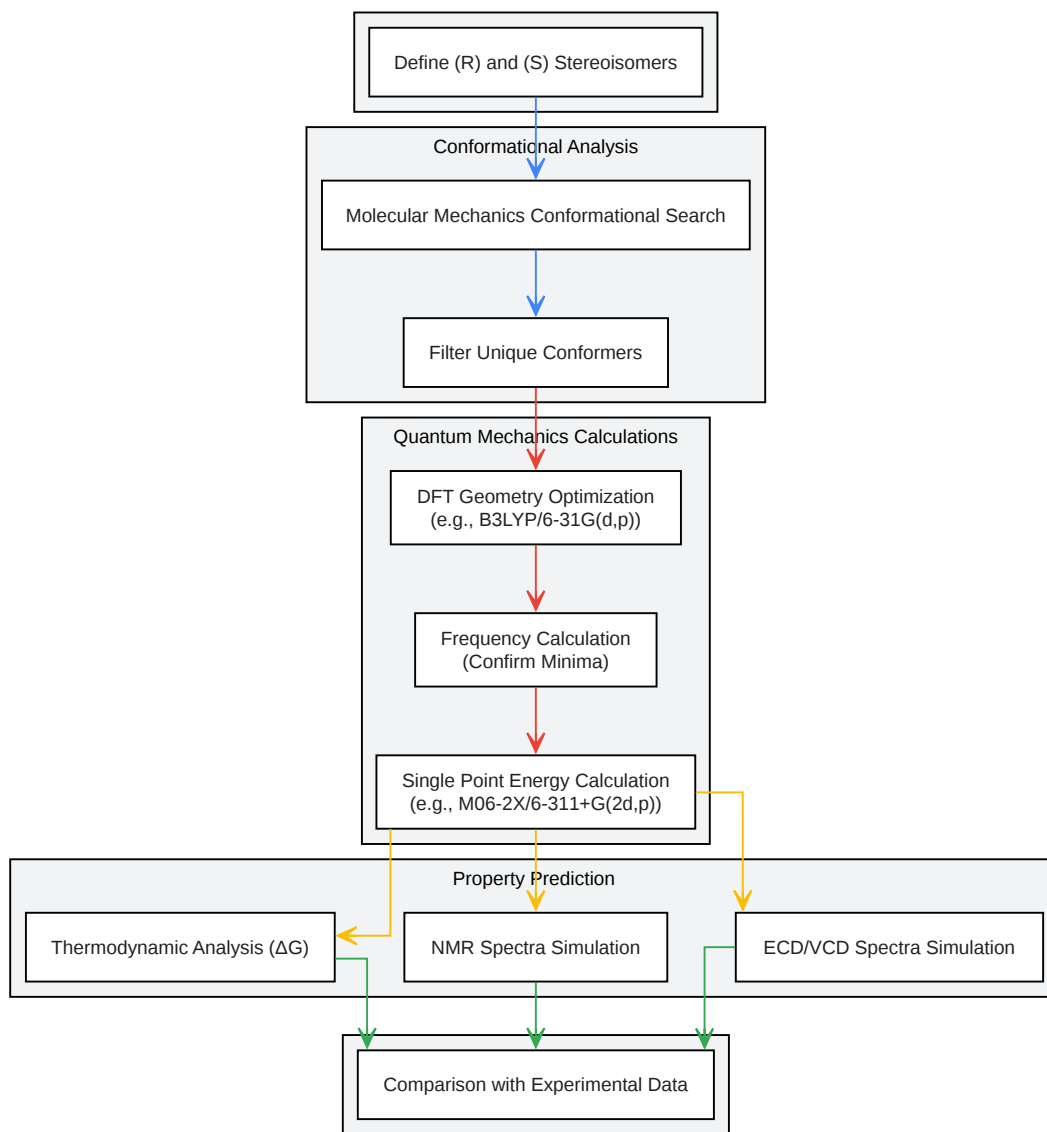 Define (R) and (S) Stereoisomers
Conformational Analysis
Molecular Mechanics Conformational Search
Filter Unique Conformers
Quantum Mechanics Calculations
DFT Geometry Optimization
(e.g., B3LYP/6-31G(d,p))
Frequency Calculation
(Confirm Minima)
Single Point Energy Calculation
(e.g., M06-2X/6-311+G(2d,p))
Property Prediction
Thermodynamic Analysis (ΔG)
NMR Spectra Simulation
ECD/VCD Spectra Simulation
Comparison with Experimental Data